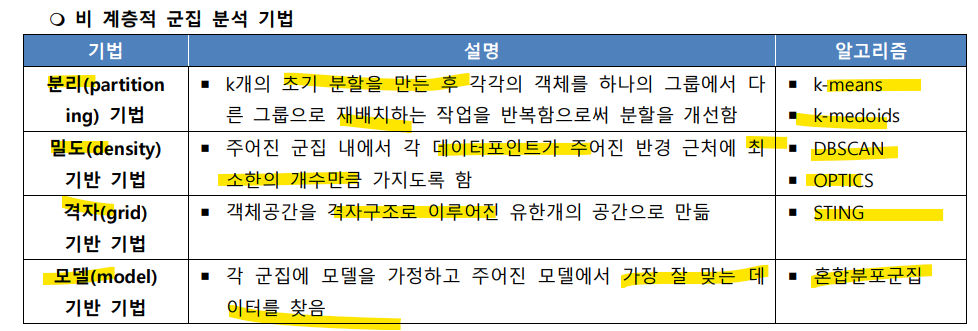 ❍ 비 계층적 군집 분석 기법
기법 설명 알고리즘
분리(partition
ing) 기법
▪ k개의 초기 분할을 만든 후 각각의 객체를 하나의 그룹에서 다
른 그룹으로 재배치하는 작업을 반복함으로써 분할을 개선함
▪ k-means
▪ k-medoids
밀도(density)
기반 기법
▪ 주어진 군집 내에서 각 데이터포인트가 주어진 반경 근처에 최
소한의 개수만큼 가지도록 함
▪ DBSCAN
▪ OPTICS
격자(grid)
기반 기법
▪ 객체공간을 격자구조로 이루어진 유한개의 공간으로 만듦
▪ STING
모델(model)
기반 기법
▪ 각 군집에 모델을 가정하고 주어진 모델에서 가장 잘 맞는 데
이터를 찾음
▪ 혼합분포군집